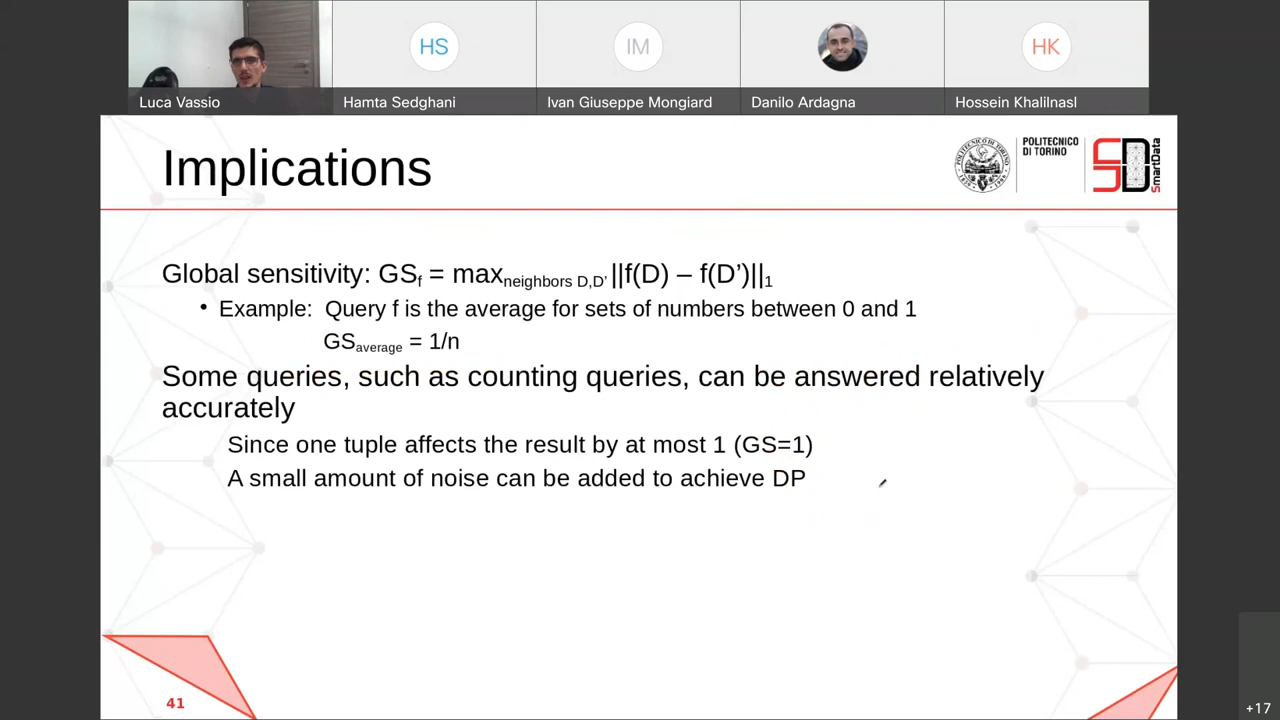 HS
IM
HK
Luca Vassio
Hamta Sedghani
Ivan Giuseppe Mongiard
Danilo Ardagna
Hossein Khalilnasl
Implications
POLITECNICO
DI TORINO
SmartData
Global sensitivity: GSf = maxneighbors D,D’ ||f(D) – f(D’)||1
• Example: Query f is the average for sets of numbers between 0 and 1
GSaverage = 1/n
Some queries, such as counting queries, can be answered relatively
accurately
Since one tuple affects the result by at most 1 (GS=1)
A small amount of noise can be added to achieve DP
41
+17